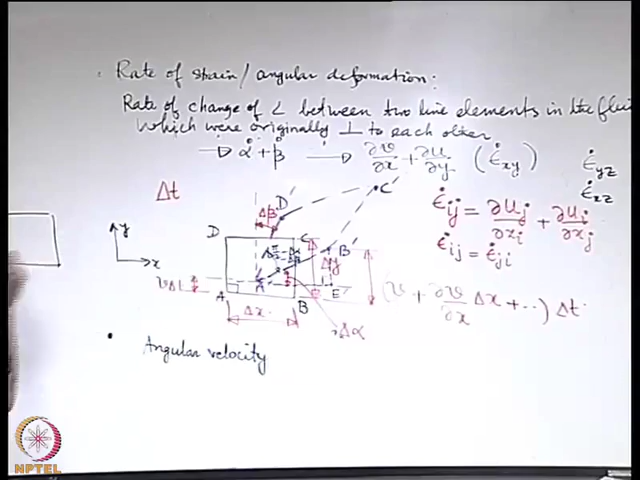 Rate of strain/angular deformation:
Rate of change of ∠ between two line elements in the fluid
which were originally ⊥ to each other
→ α̇ + β̇ → ∂v/∂x + ∂u/∂y (ε̇xy)
ε̇yz
ε̇xz
Δt
ε̇ij = ∂uj/∂xi + ∂ui/∂xj
ε̇ij = ε̇ji
Δβ D' C'
D C B'
y
x
Δy
vΔt A' E E'
A B
(v + ∂v/∂x Δx + ..) Δt
Δx
Δα
• Angular velocity
NPTEL